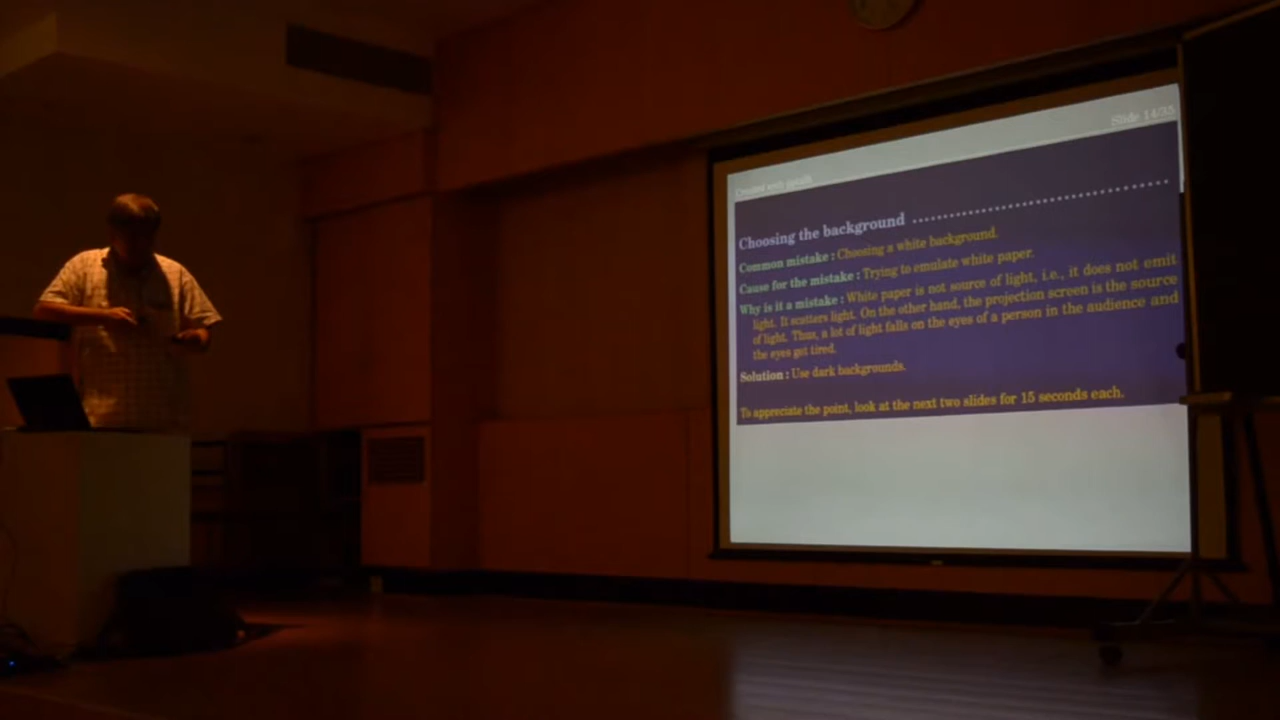 Slide 14/35
Choosing the background
Common mistake : Choosing a white background.
Cause for the mistake : Trying to emulate white paper.
Why is it a mistake : White paper is not source of light, i.e., it does not emit
light. It scatters light. On the other hand, the projection screen is the source
of light. Thus, a lot of light falls on the eyes of a person in the audience and
the eyes get tired.
Solution : Use dark backgrounds.
To appreciate the point, look at the next two slides for 15 seconds each.